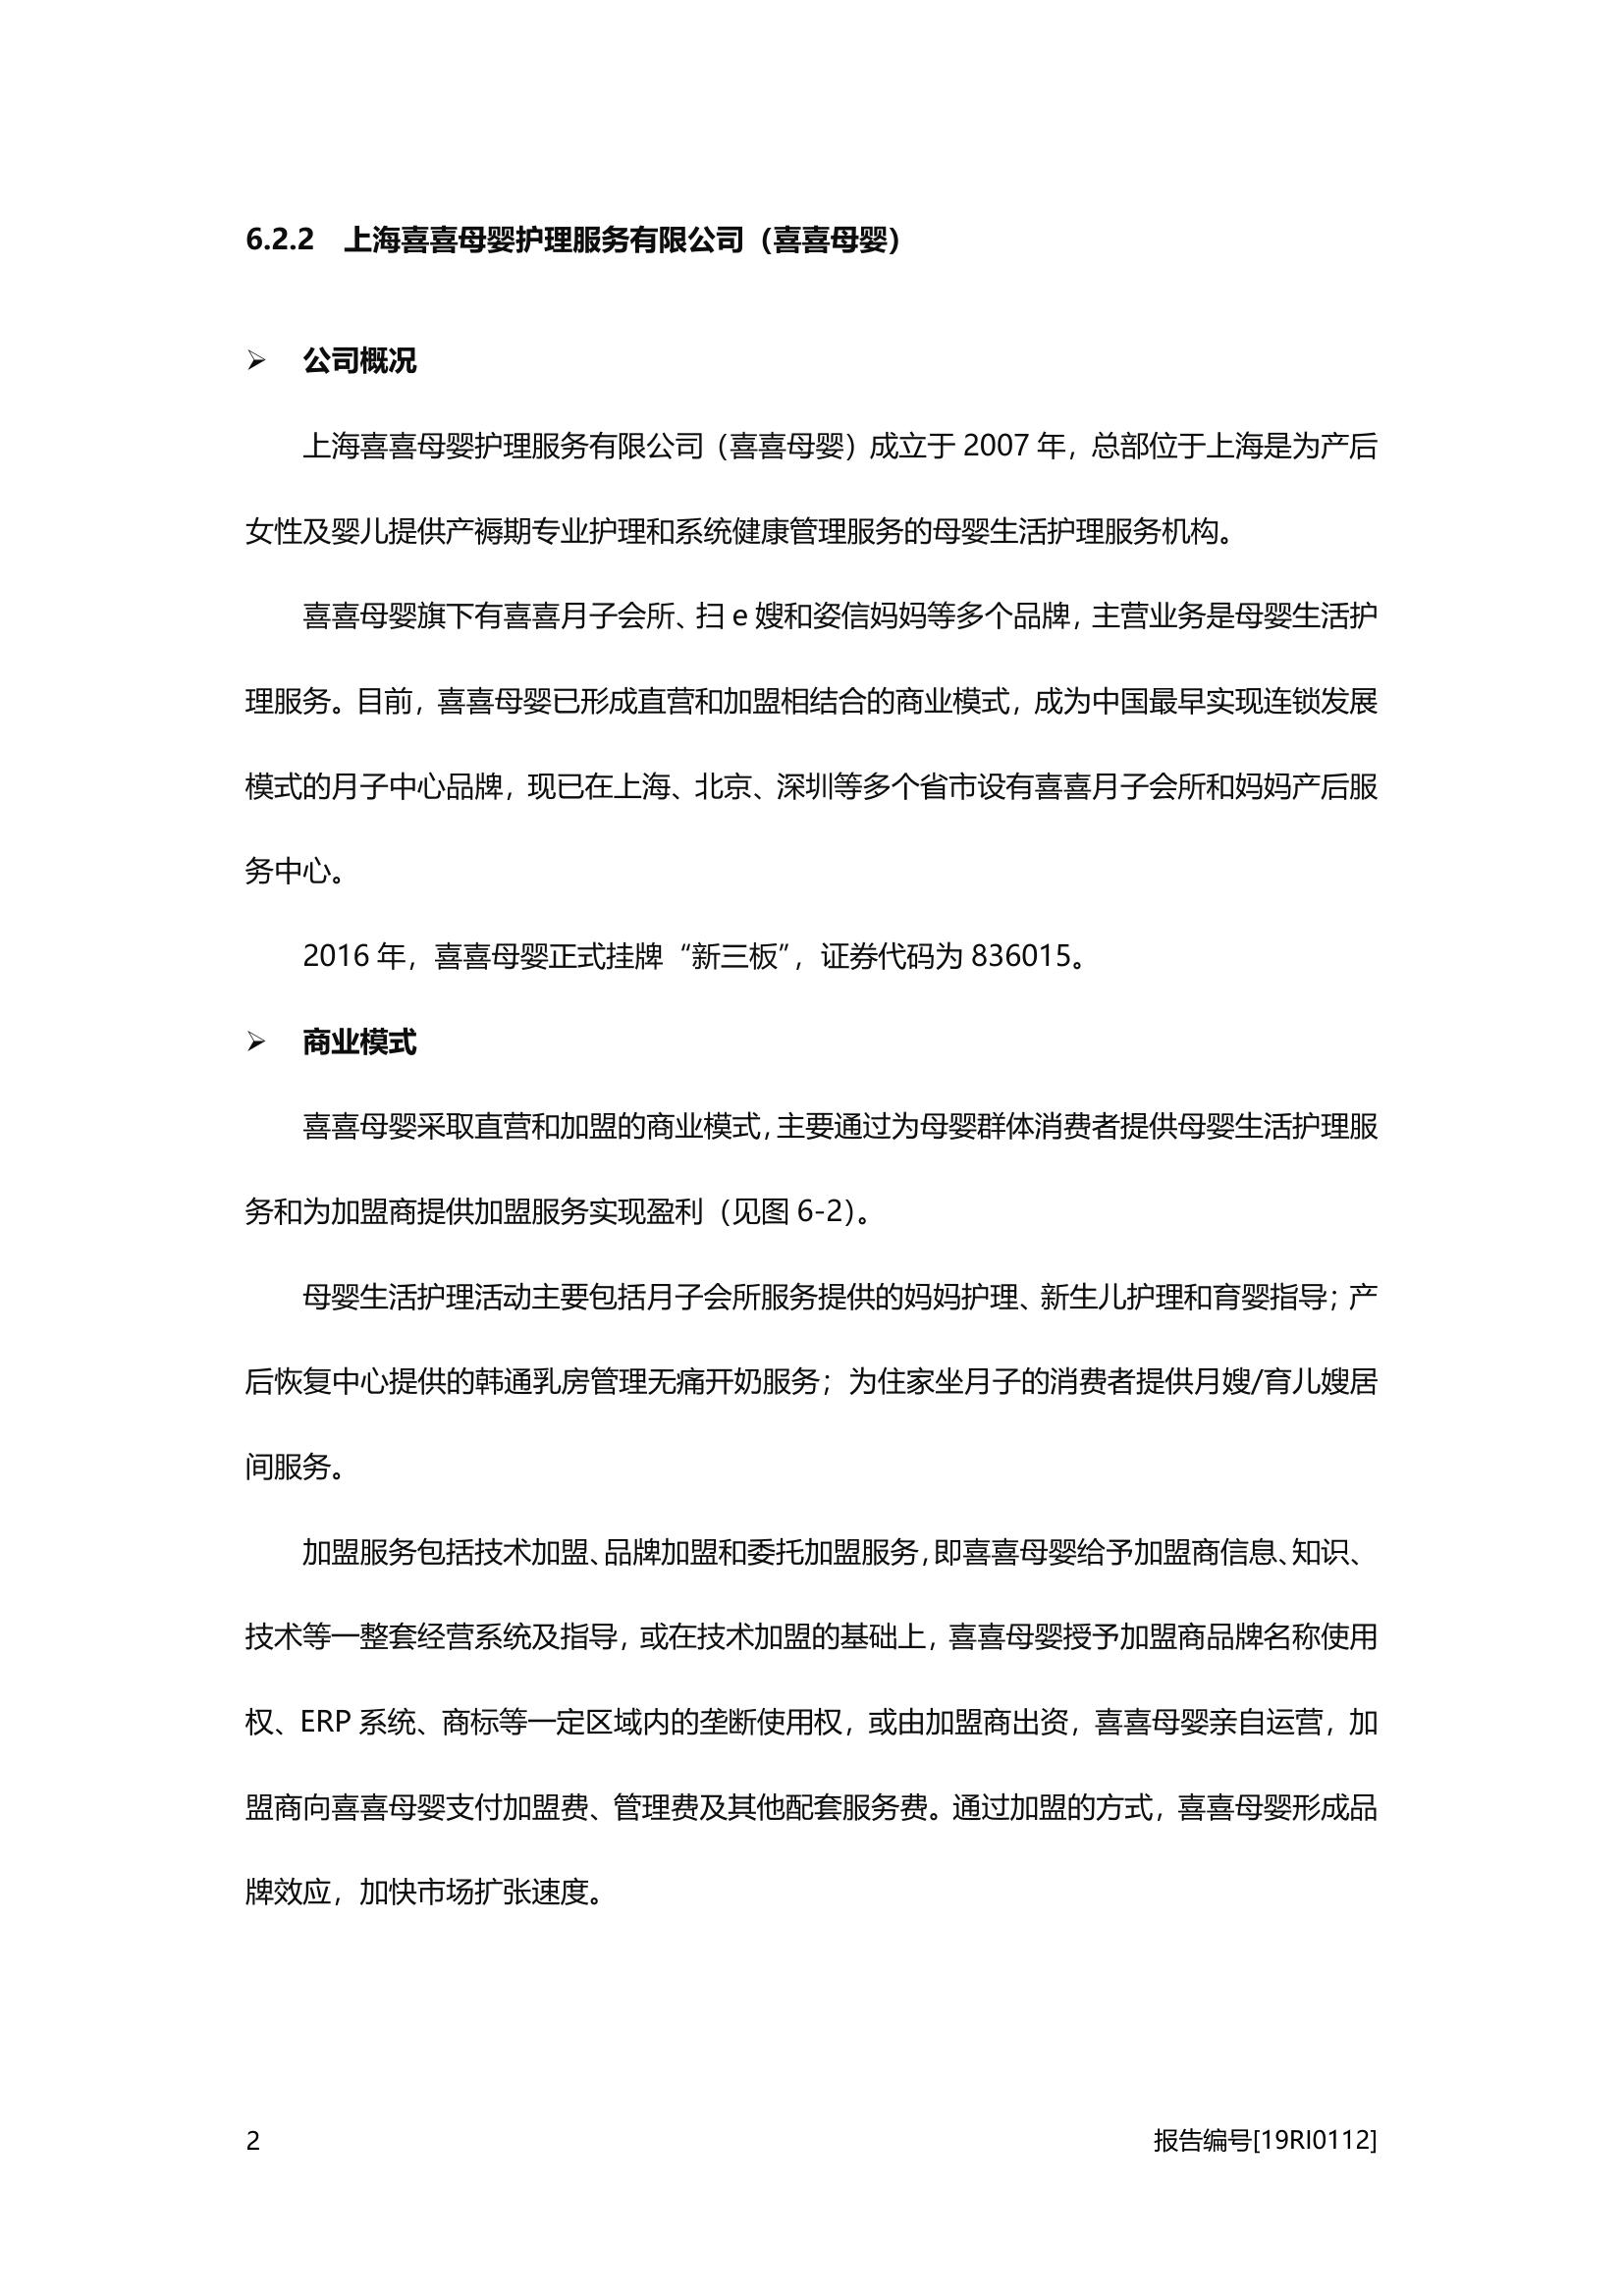 6.2.2 上海喜喜母婴护理服务有限公司（喜喜母婴）
➢ 公司概况
上海喜喜母婴护理服务有限公司（喜喜母婴）成立于 2007 年，总部位于上海是为产后
女性及婴儿提供产褥期专业护理和系统健康管理服务的母婴生活护理服务机构。
喜喜母婴旗下有喜喜月子会所、扫 e 嫂和姿信妈妈等多个品牌，主营业务是母婴生活护
理服务。目前，喜喜母婴已形成直营和加盟相结合的商业模式，成为中国最早实现连锁发展
模式的月子中心品牌，现已在上海、北京、深圳等多个省市设有喜喜月子会所和妈妈产后服
务中心。
2016 年，喜喜母婴正式挂牌“新三板”，证券代码为 836015。
➢ 商业模式
喜喜母婴采取直营和加盟的商业模式，主要通过为母婴群体消费者提供母婴生活护理服
务和为加盟商提供加盟服务实现盈利（见图 6-2）。
母婴生活护理活动主要包括月子会所服务提供的妈妈护理、新生儿护理和育婴指导；产
后恢复中心提供的韩通乳房管理无痛开奶服务；为住家坐月子的消费者提供月嫂/育儿嫂居
间服务。
加盟服务包括技术加盟、品牌加盟和委托加盟服务，即喜喜母婴给予加盟商信息、知识、
技术等一整套经营系统及指导，或在技术加盟的基础上，喜喜母婴授予加盟商品牌名称使用
权、ERP 系统、商标等一定区域内的垄断使用权，或由加盟商出资，喜喜母婴亲自运营，加
盟商向喜喜母婴支付加盟费、管理费及其他配套服务费。通过加盟的方式，喜喜母婴形成品
牌效应，加快市场扩张速度。
2 报告编号[19RI0112]